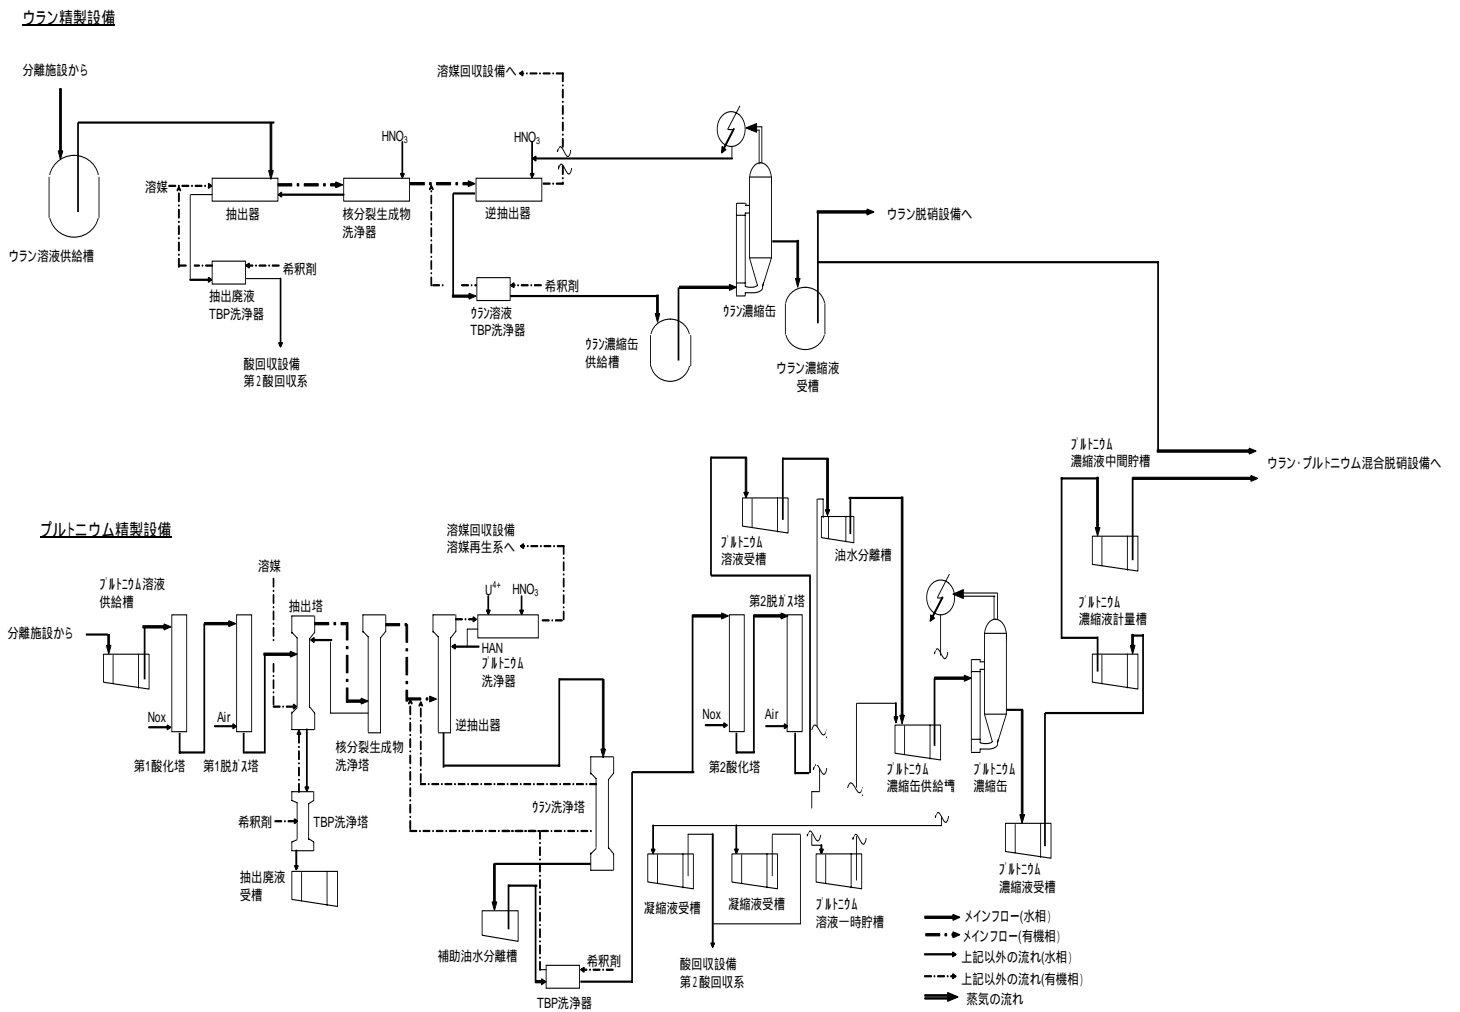 ウラン精製設備
分離施設から
溶媒回収設備へ
HNO3
HNO3
溶媒
抽出器
核分裂生成物
洗浄器
逆抽出器
ウラン脱硝設備へ
ウラン溶液供給槽
希釈剤
抽出廃液
TBP洗浄器
希釈剤
ウラン溶液
TBP洗浄器
ウラン濃縮缶
ウラン濃縮缶
供給槽
ウラン濃縮液
受槽
酸回収設備
第2酸回収系
プルトニウム
濃縮液中間貯槽
ウラン・プルトニウム混合脱硝設備へ
プルトニウム精製設備
溶媒回収設備
溶媒再生系へ
プルトニウム
溶液受槽
油水分離槽
溶媒
プルトニウム溶液
供給槽
抽出塔
U4+
HNO3
第2脱ガス塔
プルトニウム
濃縮液計量槽
分離施設から
HAN
プルトニウム
洗浄器
Nox
Air
逆抽出器
Nox
Air
第1酸化塔
第1脱ガス塔
核分裂生成物
洗浄塔
第2酸化塔
プルトニウム
濃縮缶供給槽
プルトニウム
濃縮缶
ウラン洗浄塔
希釈剤
TBP洗浄塔
抽出廃液
受槽
凝縮液受槽
凝縮液受槽
プルトニウム
溶液一時貯槽
プルトニウム
濃縮液受槽
補助油水分離槽
希釈剤
TBP洗浄器
酸回収設備
第2酸回収系
メインフロー(水相)
メインフロー(有機相)
上記以外の流れ(水相)
上記以外の流れ(有機相)
蒸気の流れ